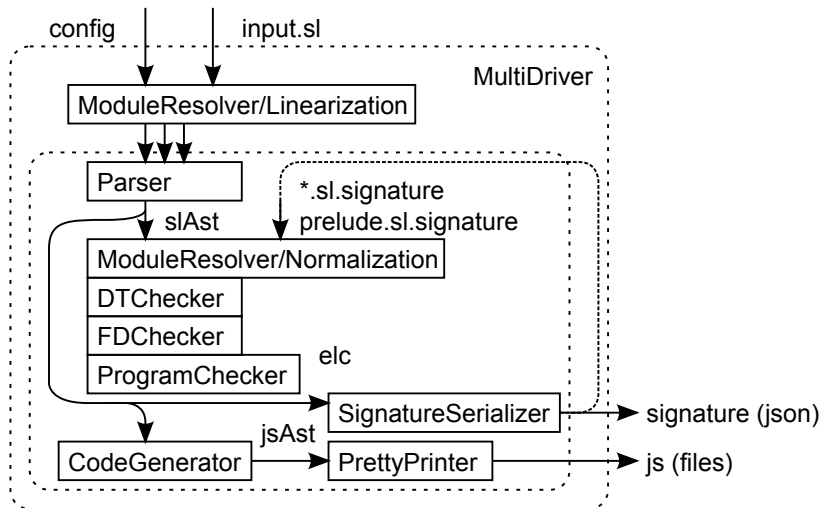 config
input.sl
MultiDriver
ModuleResolver/Linearization
Parser
*.sl.signature
slAst
prelude.sl.signature
ModuleResolver/Normalization
DTChecker
FDChecker
elc
ProgramChecker
SignatureSerializer
signature (json)
jsAst
CodeGenerator
PrettyPrinter
js (files)